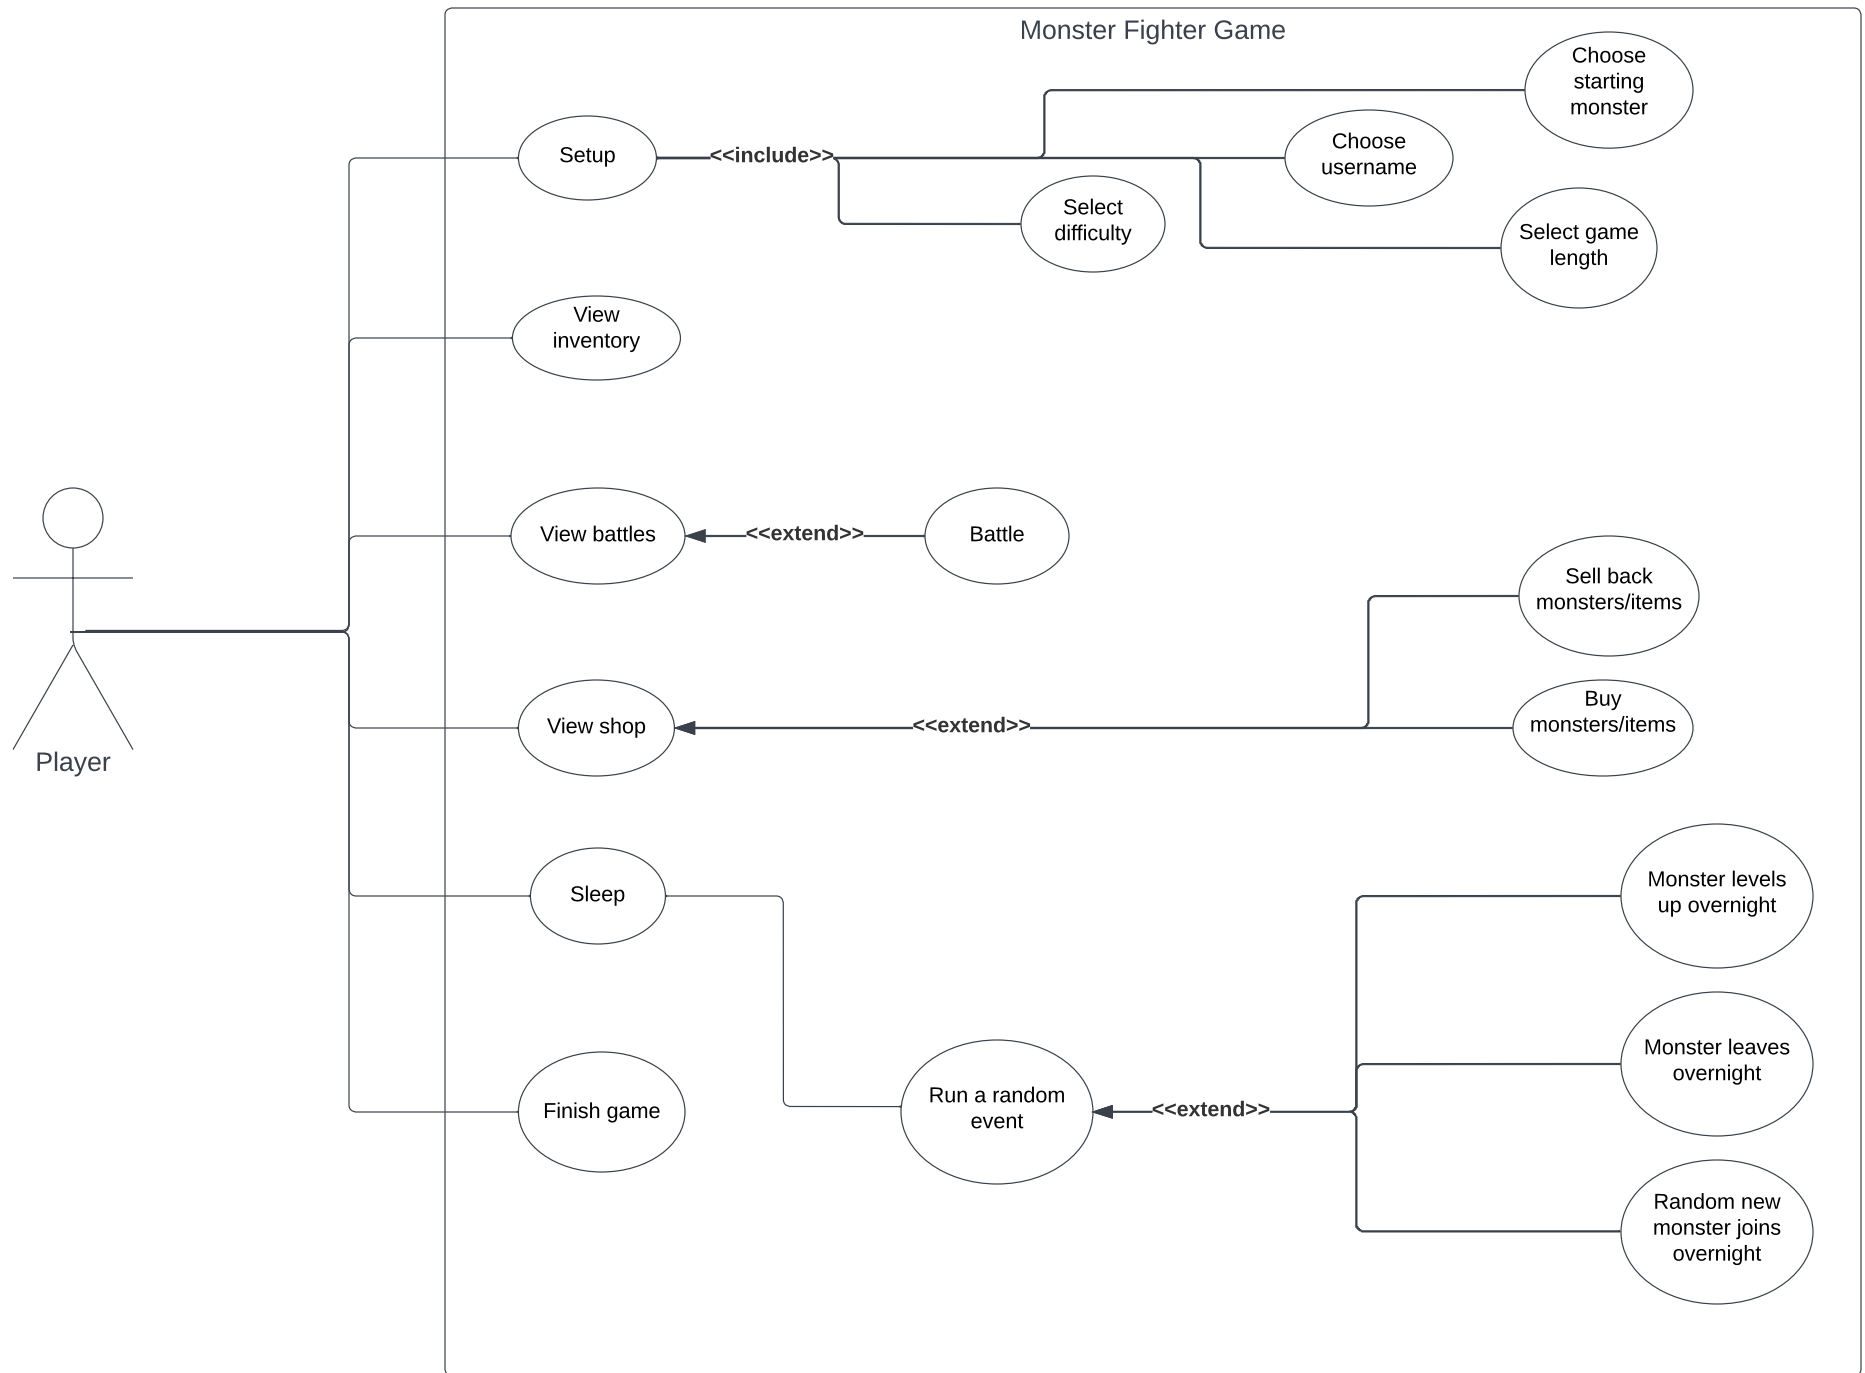 Monster Fighter Game
Choose
starting
monster
Setup
<<include>>
Choose
username
Select
difficulty
Select game
length
View
inventory
View battles
<<extend>>
Battle
Sell back
monsters/items
View shop
<<extend>>
Buy
monsters/items
Player
Sleep
Monster levels
up overnight
Monster leaves
overnight
Finish game
Run a random
event
<<extend>>
Random new
monster joins
overnight